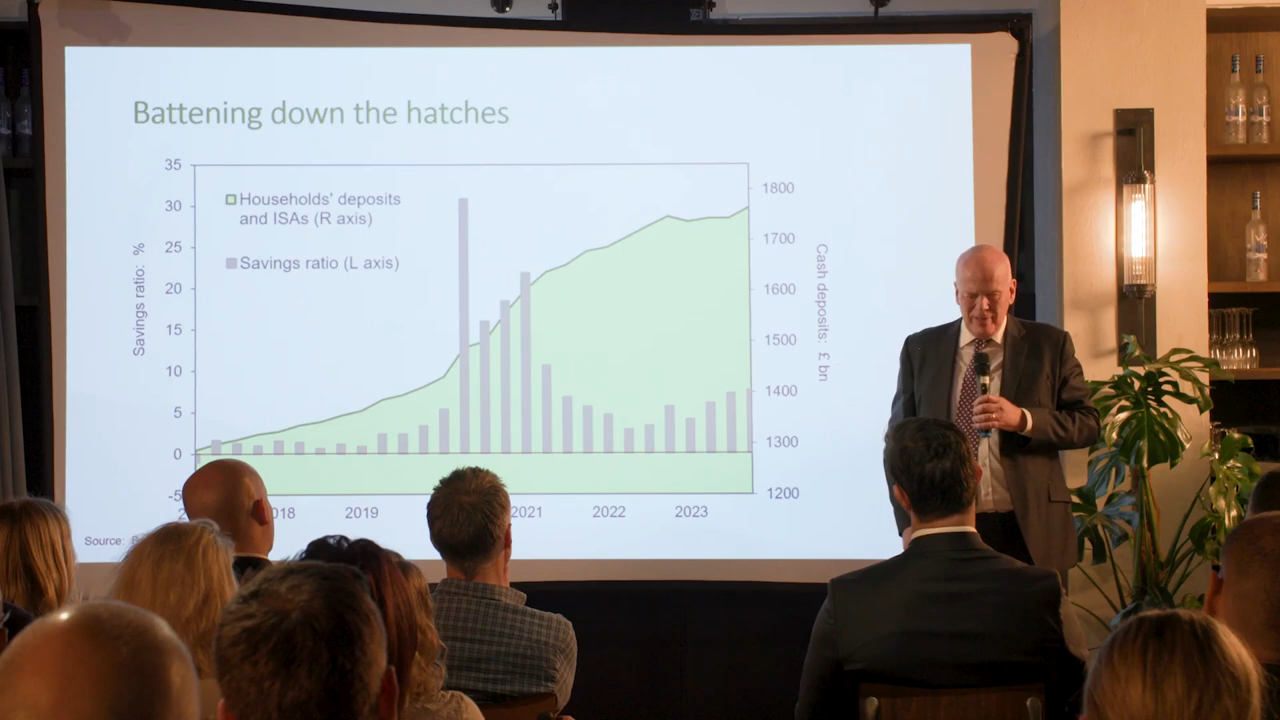 Battening down the hatches
35
30
25
20
15
10
5
0
-5
Savings ratio: %
Households' deposits
and ISAs (R axis)
Savings ratio (L axis)
1800
1700
1600
1500
1400
1300
1200
Cash deposits: £ bn
2019
2021
2022
2023
Source: